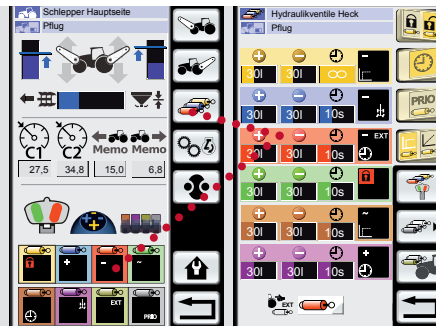 Schlepper Hauptseite
Pflug
C1
C2
Memo
Memo
27,5
34,8
15,0
6,8
+
-
-
EXT
PRIO
Hydraulikventile Heck
Pflug
+
-
-
30l
30l
∞
+
-
-
30l
30l
10s
+
-
- EXT
30l
30l
10s
+
-
30l
30l
10s
+
-
~
30l
30l
10s
+
-
+
30l
30l
10s
EXT
PRIO